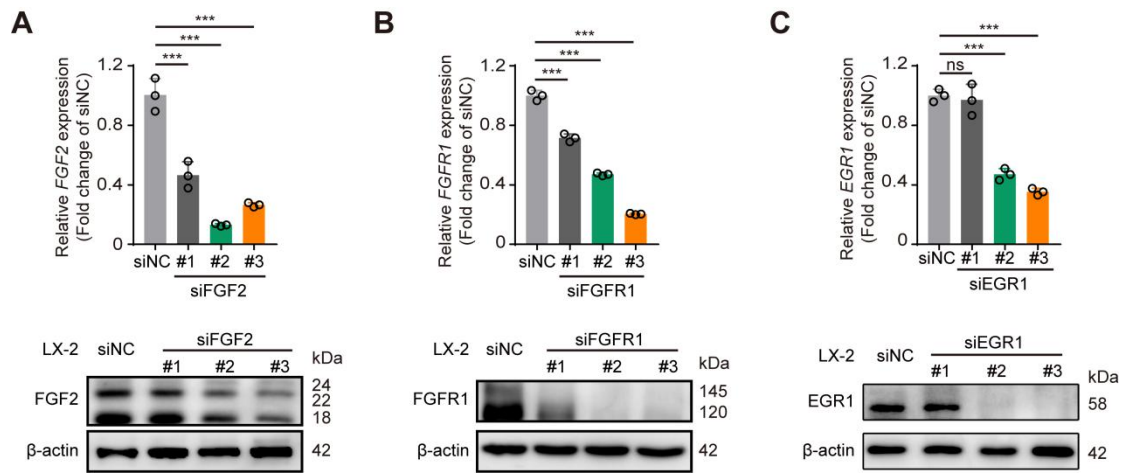 A
Relative FGF2 expression
(Fold change of siNC)
1.2
0.8
0.4
0
***
***
***
siNC #1 #2 #3
siFGF2
LX-2 siNC siFGF2
#1 #2 #3 kDa
FGF2
24
22
18
β-actin 42
B
Relative FGFR1 expression
(Fold change of siNC)
1.2
0.8
0.4
0
***
***
***
siNC #1 #2 #3
siFGFR1
LX-2 siNC siFGFR1
#1 #2 #3 kDa
FGFR1
145
120
β-actin 42
C
Relative EGR1 expression
(Fold change of siNC)
1.2
0.8
0.4
0
***
***
ns
siNC #1 #2 #3
siEGR1
LX-2 siNC siEGR1
#1 #2 #3 kDa
EGR1 58
β-actin 42